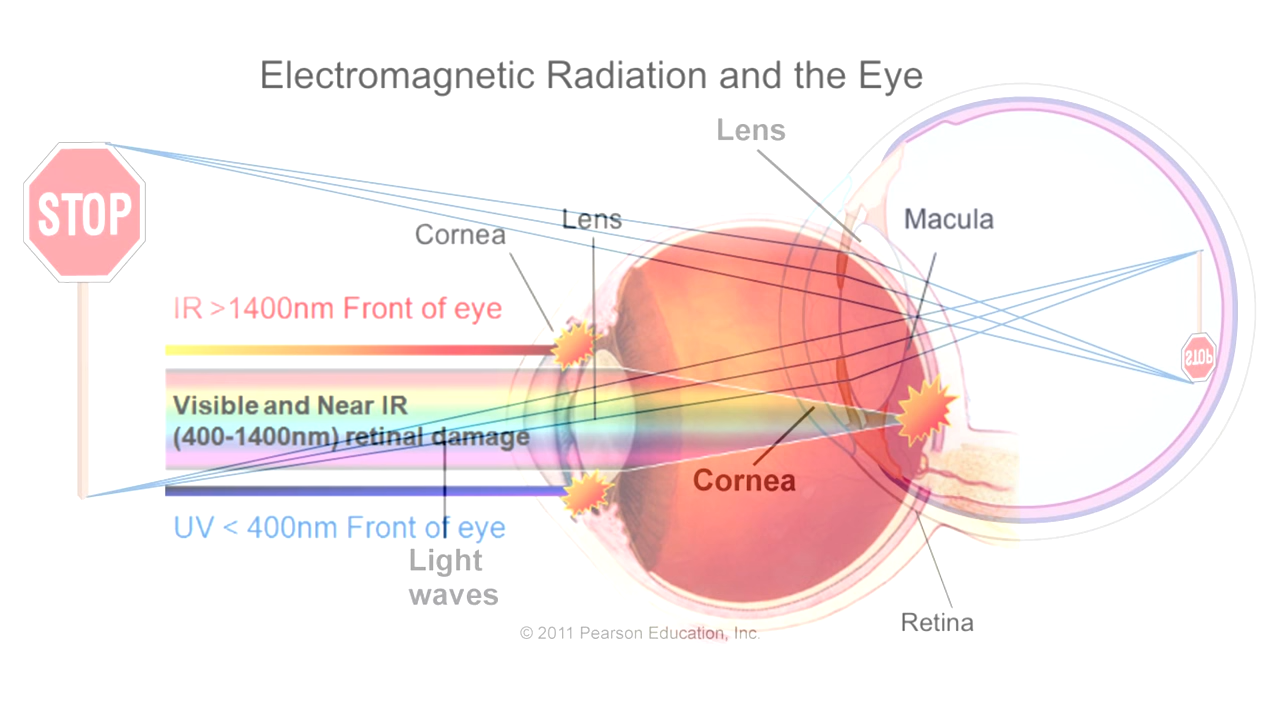 Electromagnetic Radiation and the Eye
Lens
STOP
Lens
Macula
Cornea
IR >1400nm Front of eye
STOP
Visible and Near IR
(400-1400nm) retinal damage
Cornea
UV < 400nm Front of eye
Light
waves
Retina
© 2011 Pearson Education, Inc.